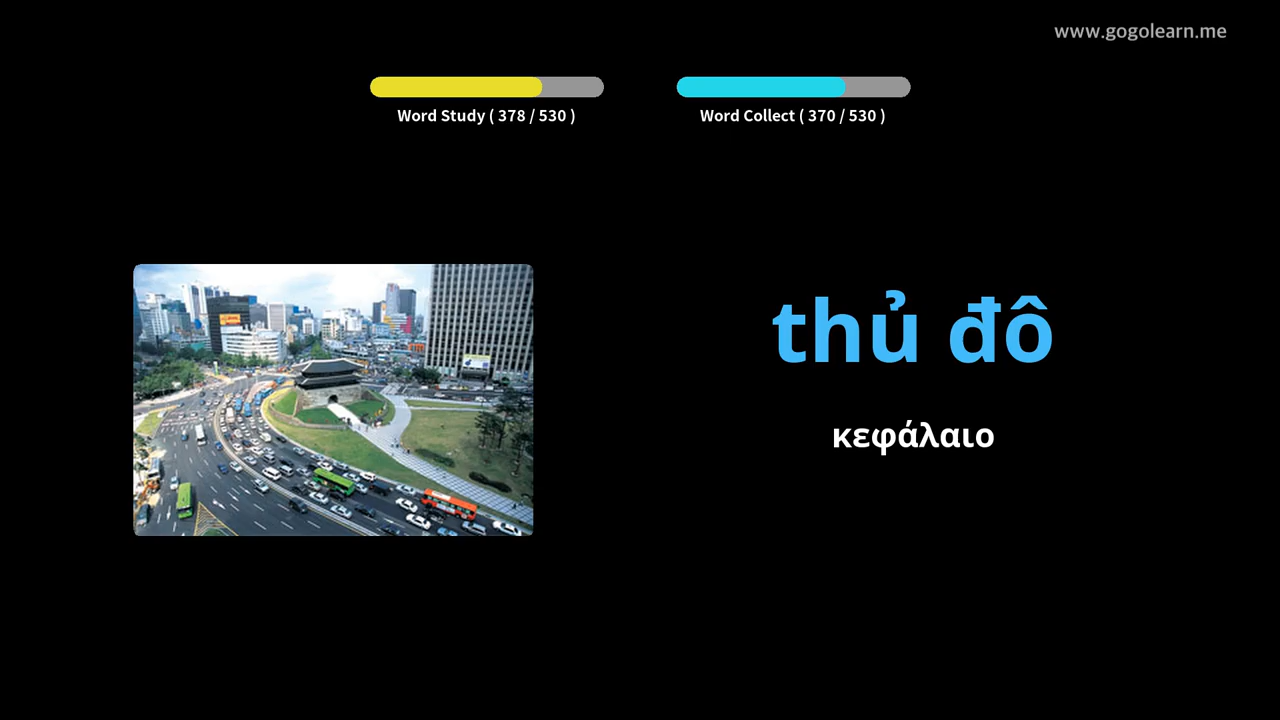 www.gogolearn.me
Word Study ( 378 / 530 )
Word Collect ( 370 / 530 )
thủ đô
κεφάλαιο